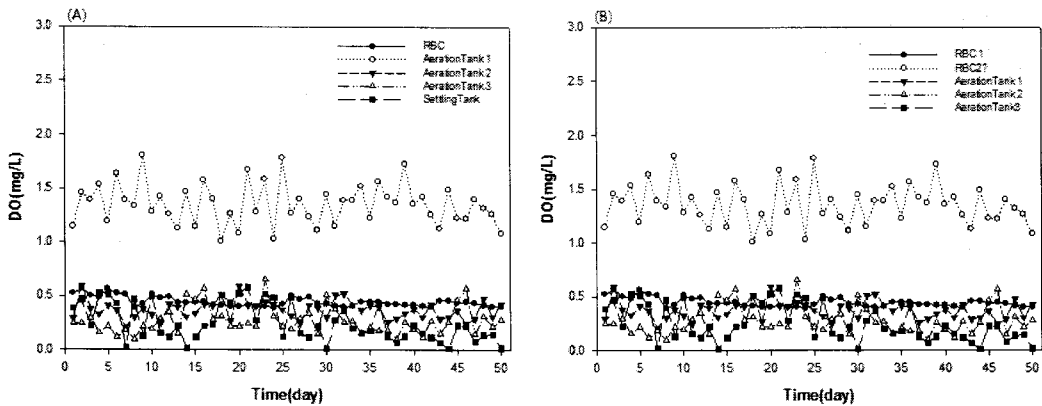 (A)
DO(mg/L)
3.0
2.5
2.0
1.5
1.0
0.5
0.0
RBC
AerationTank1
AerationTank2
AerationTank3
SettlingTank
0 5 10 15 20 25 30 35 40 45 50
Time(day)
(B)
DO(mg/L)
3.0
2.5
2.0
1.5
1.0
0.5
0.0
RBC1
RBC21
AerationTank1
AerationTank2
AerationTank3
0 5 10 15 20 25 30 35 40 45 50
Time(day)